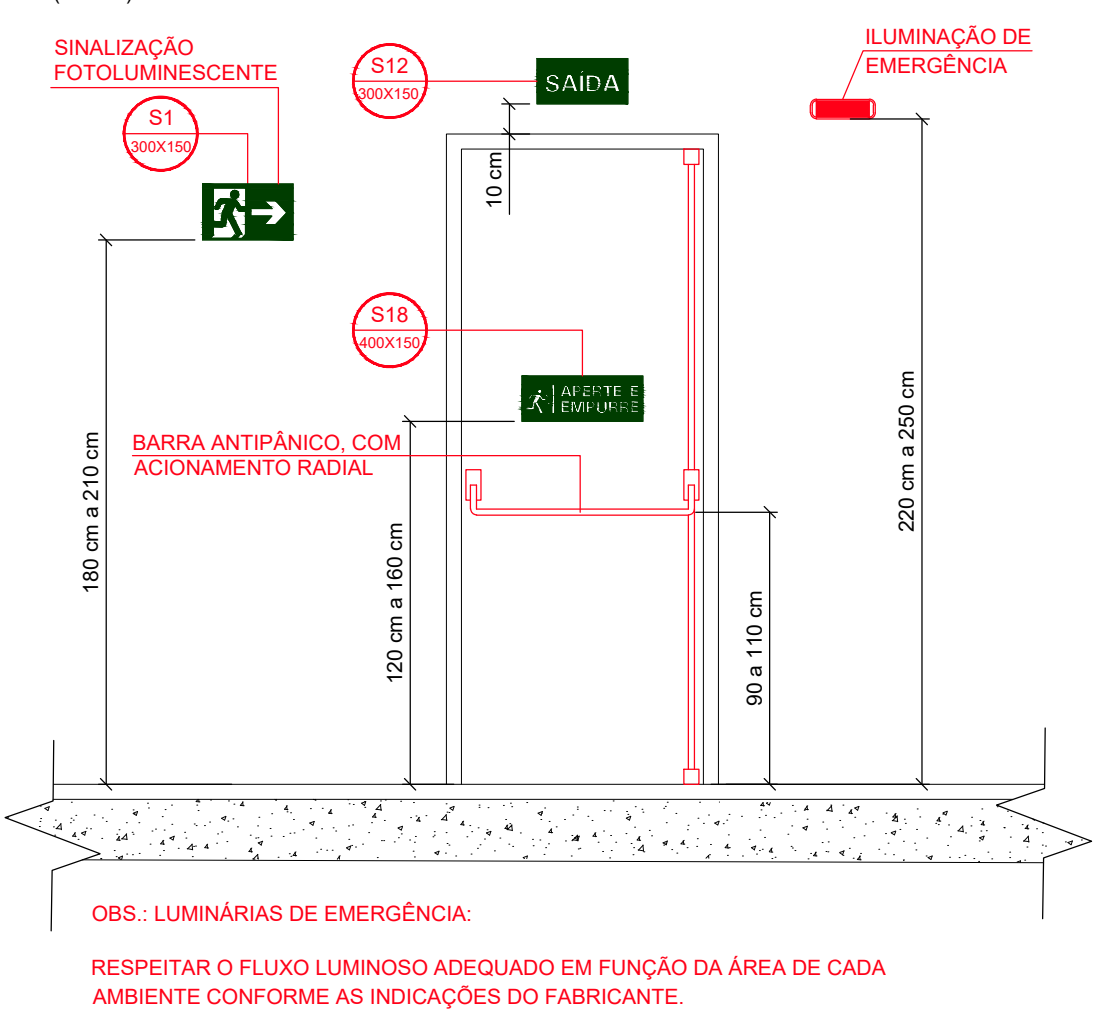 SINALIZAÇÃO
FOTOLUMINESCENTE
S1
300X150
S12
300X150
SAÍDA
ILUMINAÇÃO DE
EMERGÊNCIA
10 cm
S18
400X150
APERTE E
EMPURRE
BARRA ANTIPÂNICO, COM
ACIONAMENTO RADIAL
180 cm a 210 cm
120 cm a 160 cm
90 a 110 cm
220 cm a 250 cm
OBS.: LUMINÁRIAS DE EMERGÊNCIA:
RESPEITAR O FLUXO LUMINOSO ADEQUADO EM FUNÇÃO DA ÁREA DE CADA
AMBIENTE CONFORME AS INDICAÇÕES DO FABRICANTE.